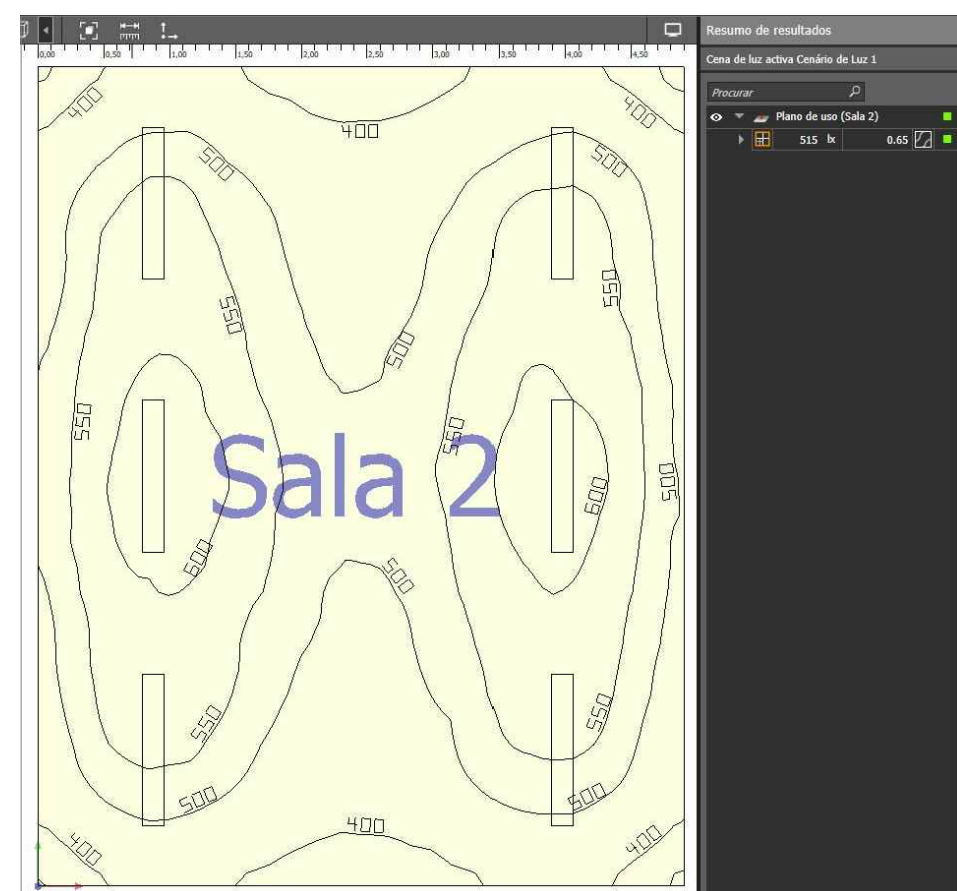 0,00 0,50 1,00 1,50 2,00 2,50 3,00 3,50 4,00 4,50
Resumo de resultados
Cena de luz activa Cenário de Luz 1
Procurar
Plano de uso (Sala 2)
515 lx 0.65
400 400 400
500 500
550 550
500 500
550 550
Sala 2
500
600 600
500
550 550
500 500
400 400 400